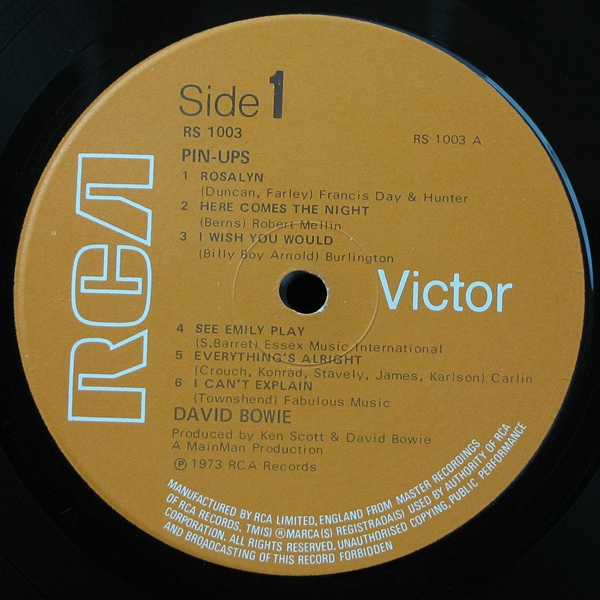 Side 1
RS 1003
RS 1003 A
PIN-UPS
1 ROSALYN
(Duncan, Farley) Francis Day & Hunter
2 HERE COMES THE NIGHT
(Berns) Robert Mellin
3 I WISH YOU WOULD
(Billy Boy Arnold) Burlington
RCA
Victor
4 SEE EMILY PLAY
(S.Barret) Essex Music International
5 EVERYTHING'S ALRIGHT
(Crouch, Konrad, Stavely, James, Karlson) Carlin
6 I CAN'T EXPLAIN
(Townshend) Fabulous Music
DAVID BOWIE
Produced by Ken Scott & David Bowie
A MainMan Production
℗ 1973 RCA Records
MANUFACTURED BY RCA LIMITED, ENGLAND FROM MASTER RECORDINGS
OF RCA RECORDS. TM(S) ® MARCA(S) REGISTRADA(S) USED BY AUTHORITY OF RCA
CORPORATION. ALL RIGHTS RESERVED. UNAUTHORISED COPYING, PUBLIC PERFORMANCE
AND BROADCASTING OF THIS RECORD FORBIDDEN